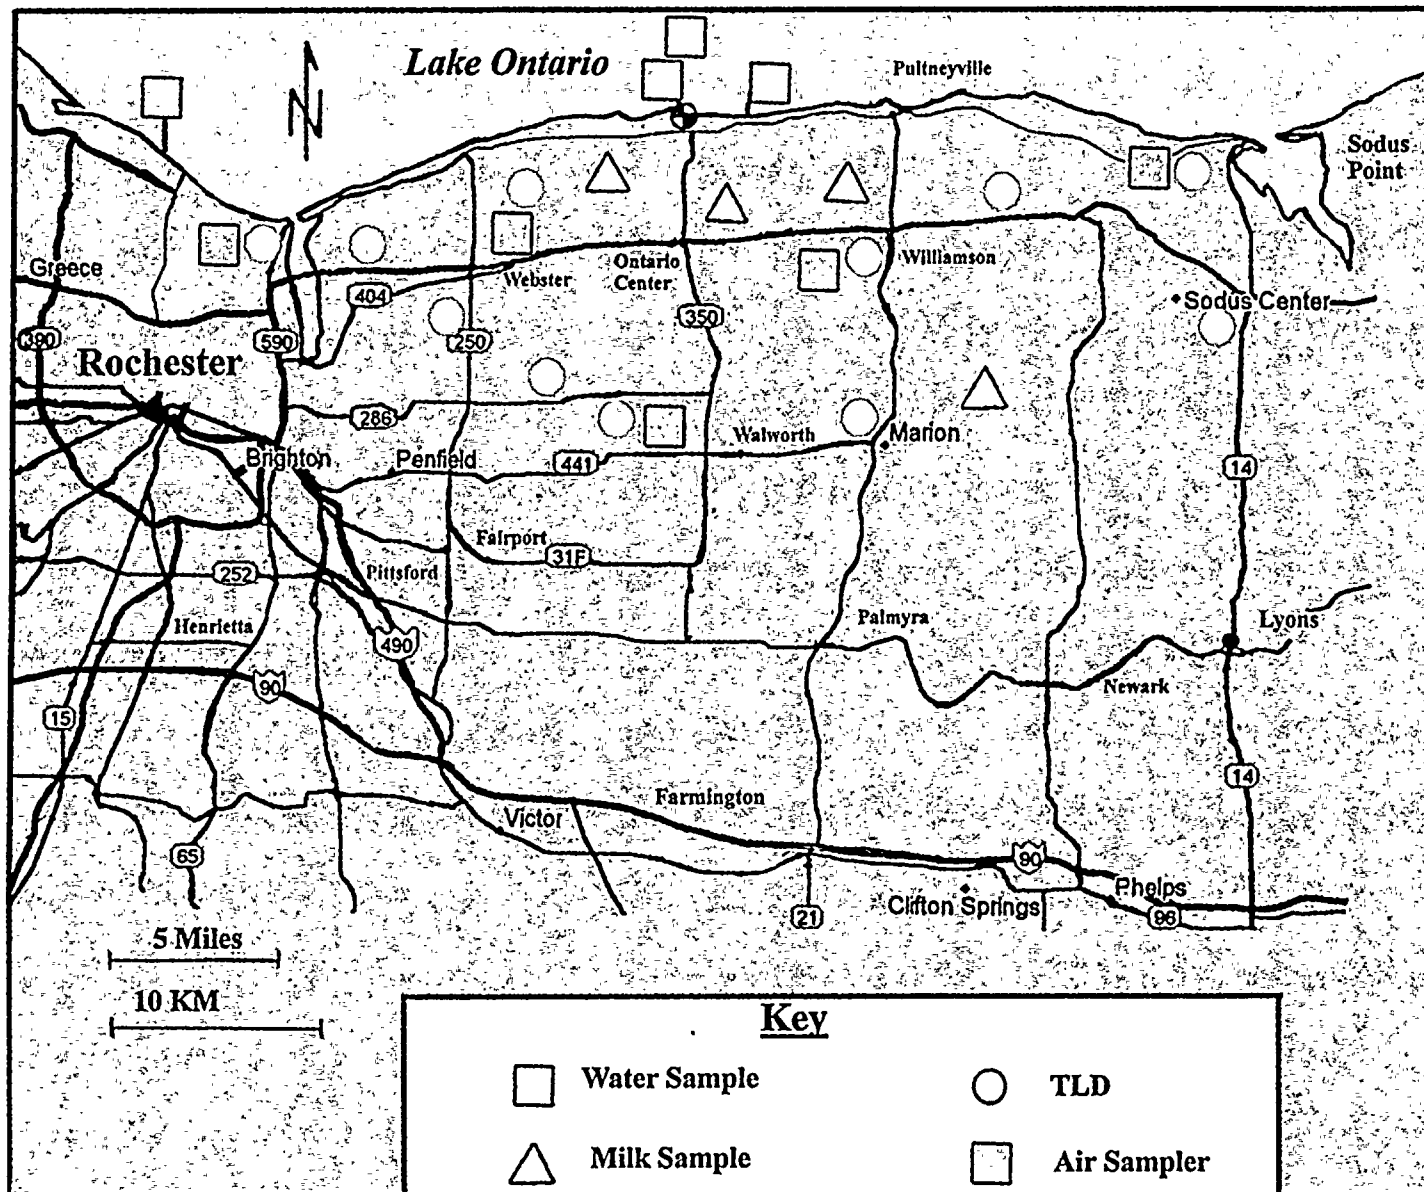 Lake Ontario
Pultneyville
N
Sodus
Point
Greece
Webster
Ontario
Center
Williamson
404
Sodus Center
390
590
250
350
Rochester
286
Walworth
Marion
Brighton
Penfield
441
14
Fairport
31F
252
Pittsford
Henrietta
490
Palmyra
Lyons
90
Newark
15
14
Farmington
Victor
65
90
Phelps
Clifton Springs
21
96
5 Miles
10 KM
Key
Water Sample
TLD
Milk Sample
Air Sampler